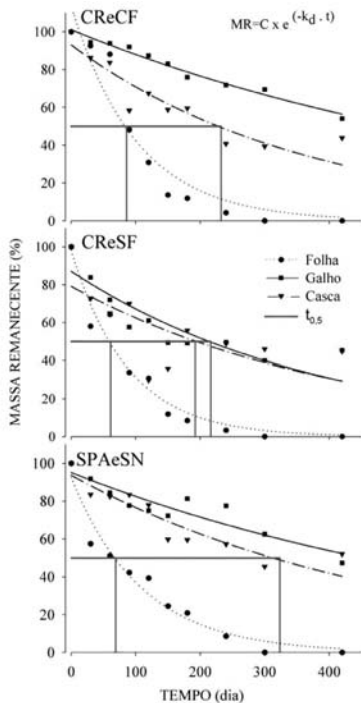 CReCF
MR=C x e (-kd . t)
100
80
60
40
20
0
CReSF
Folha
Galho
Casca
t0,5
100
80
60
40
20
0
SPAeSN
100
80
60
40
20
0
0 100 200 300 400
MASSA REMANECENTE (%)
TEMPO (dia)